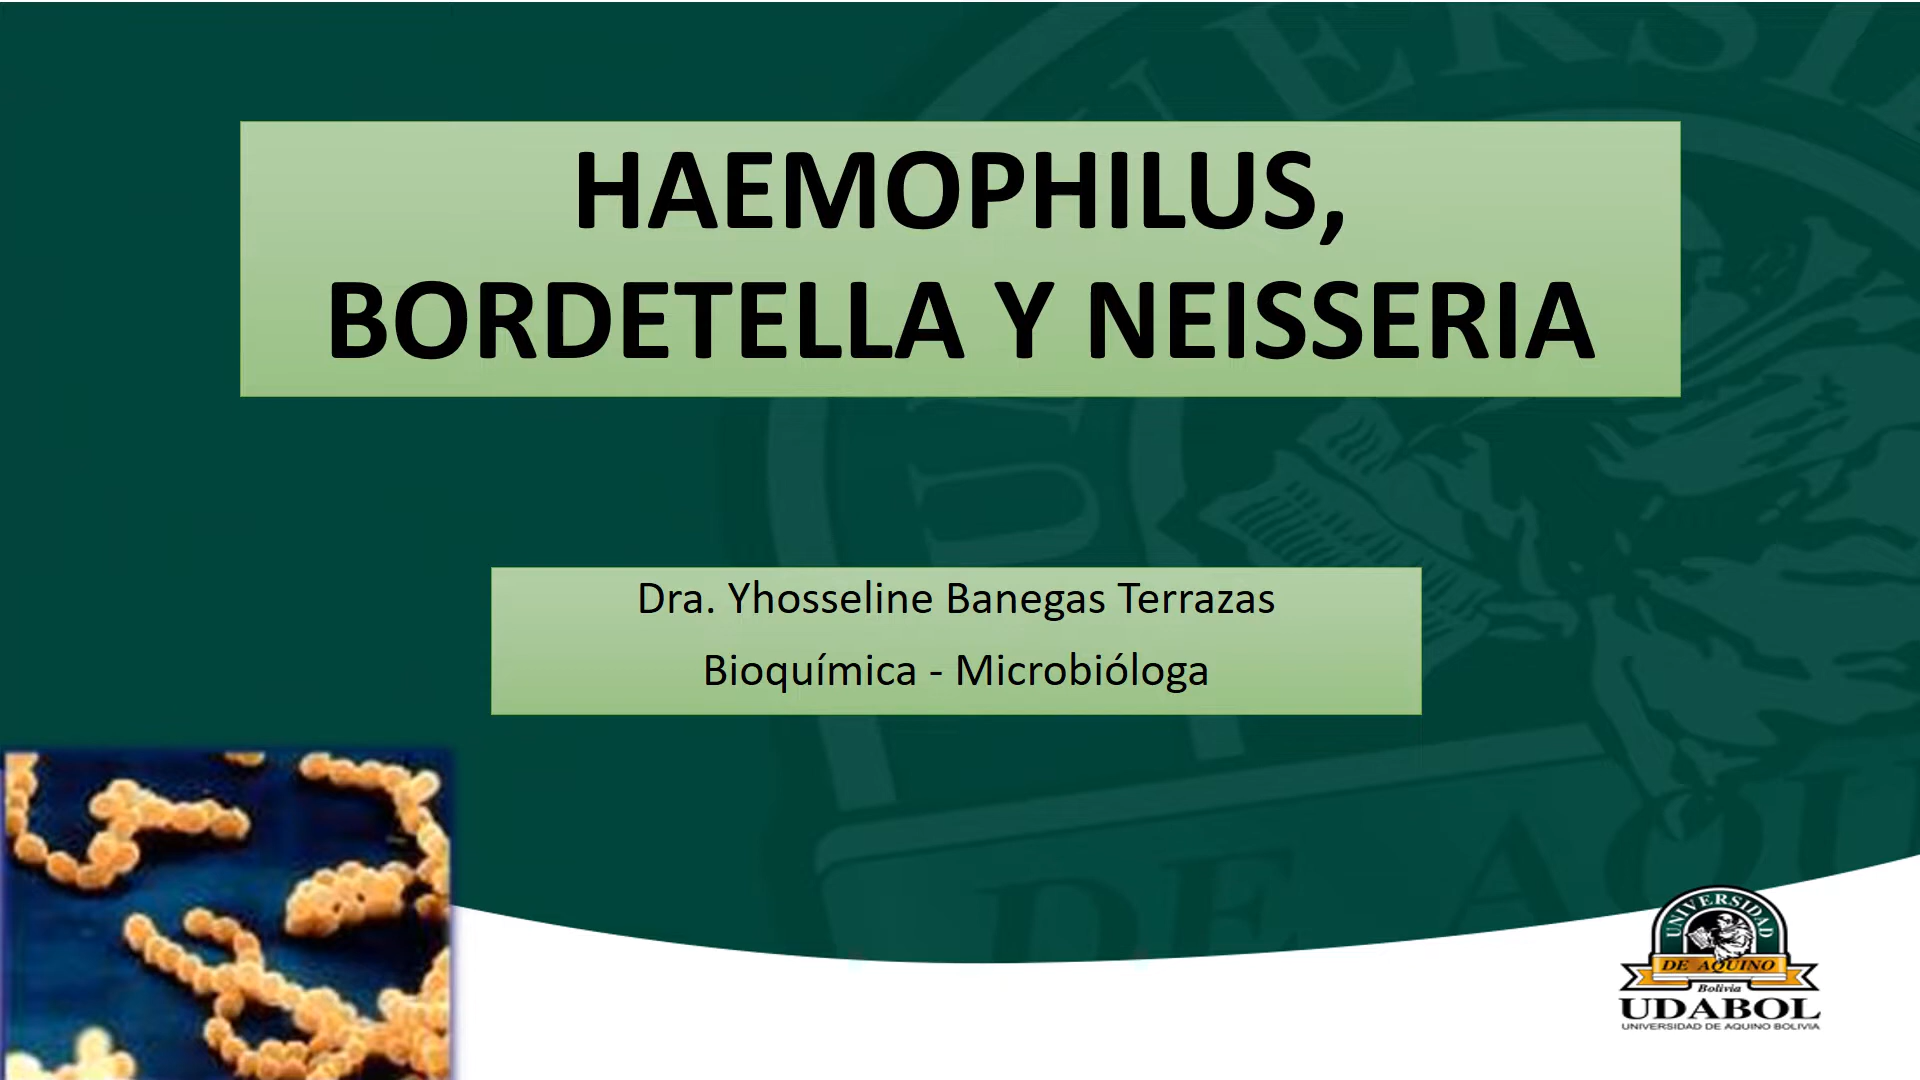 HAEMOPHILUS,
BORDETELLA Y NEISSERIA
Dra. Yhosseline Banegas Terrazas
Bioquímica - Microbióloga
UNIVERSIDAD
DE AQUINO
Bolivia
UDABOL
UNIVERSIDAD DE AQUINO BOLIVIA